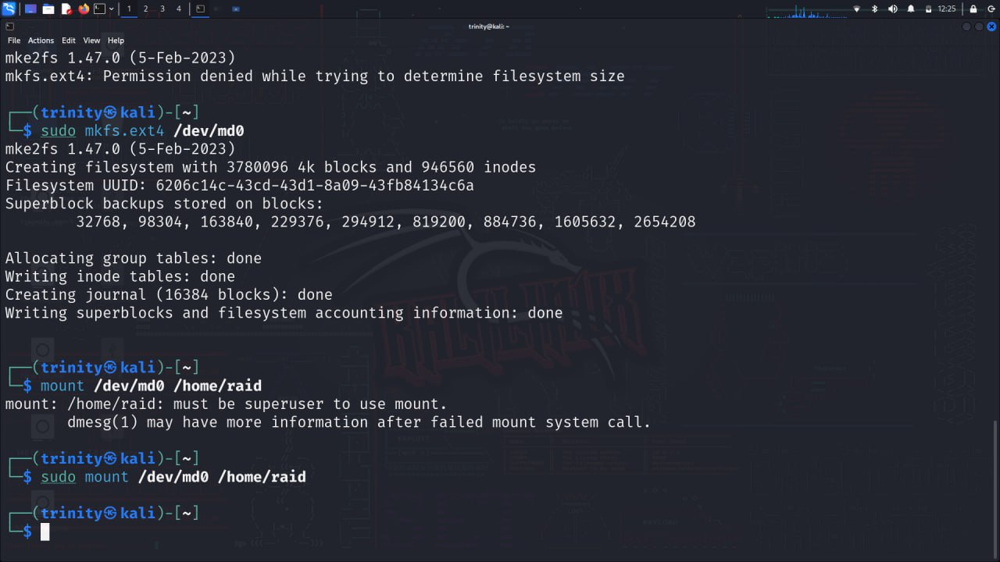 1 2 3 4 12:25
trinity@kali: ~
File Actions Edit View Help
mke2fs 1.47.0 (5-Feb-2023)
mkfs.ext4: Permission denied while trying to determine filesystem size
┌──(trinity㉿kali)-[~]
└─$ sudo mkfs.ext4 /dev/md0
mke2fs 1.47.0 (5-Feb-2023)
Creating filesystem with 3780096 4k blocks and 946560 inodes
Filesystem UUID: 6206c14c-43cd-43d1-8a09-43fb84134c6a
Superblock backups stored on blocks:
32768, 98304, 163840, 229376, 294912, 819200, 884736, 1605632, 2654208
Allocating group tables: done
Writing inode tables: done
Creating journal (16384 blocks): done
Writing superblocks and filesystem accounting information: done
┌──(trinity㉿kali)-[~]
└─$ mount /dev/md0 /home/raid
mount: /home/raid: must be superuser to use mount.
dmesg(1) may have more information after failed mount system call.
┌──(trinity㉿kali)-[~]
└─$ sudo mount /dev/md0 /home/raid
┌──(trinity㉿kali)-[~]
└─$
KALI LINUX